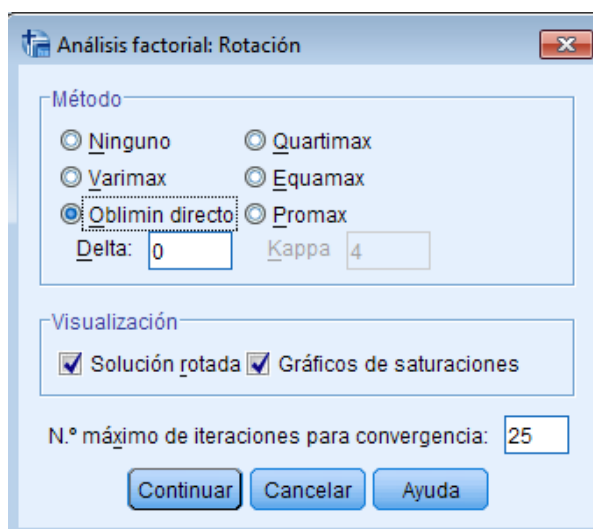 Análisis factorial: Rotación
Método
Ninguno Quartimax
Varimax Equamax
Oblimin directo Promax
Delta: 0 Kappa 4
Visualización
Solución rotada Gráficos de saturaciones
N.º máximo de iteraciones para convergencia: 25
Continuar Cancelar Ayuda